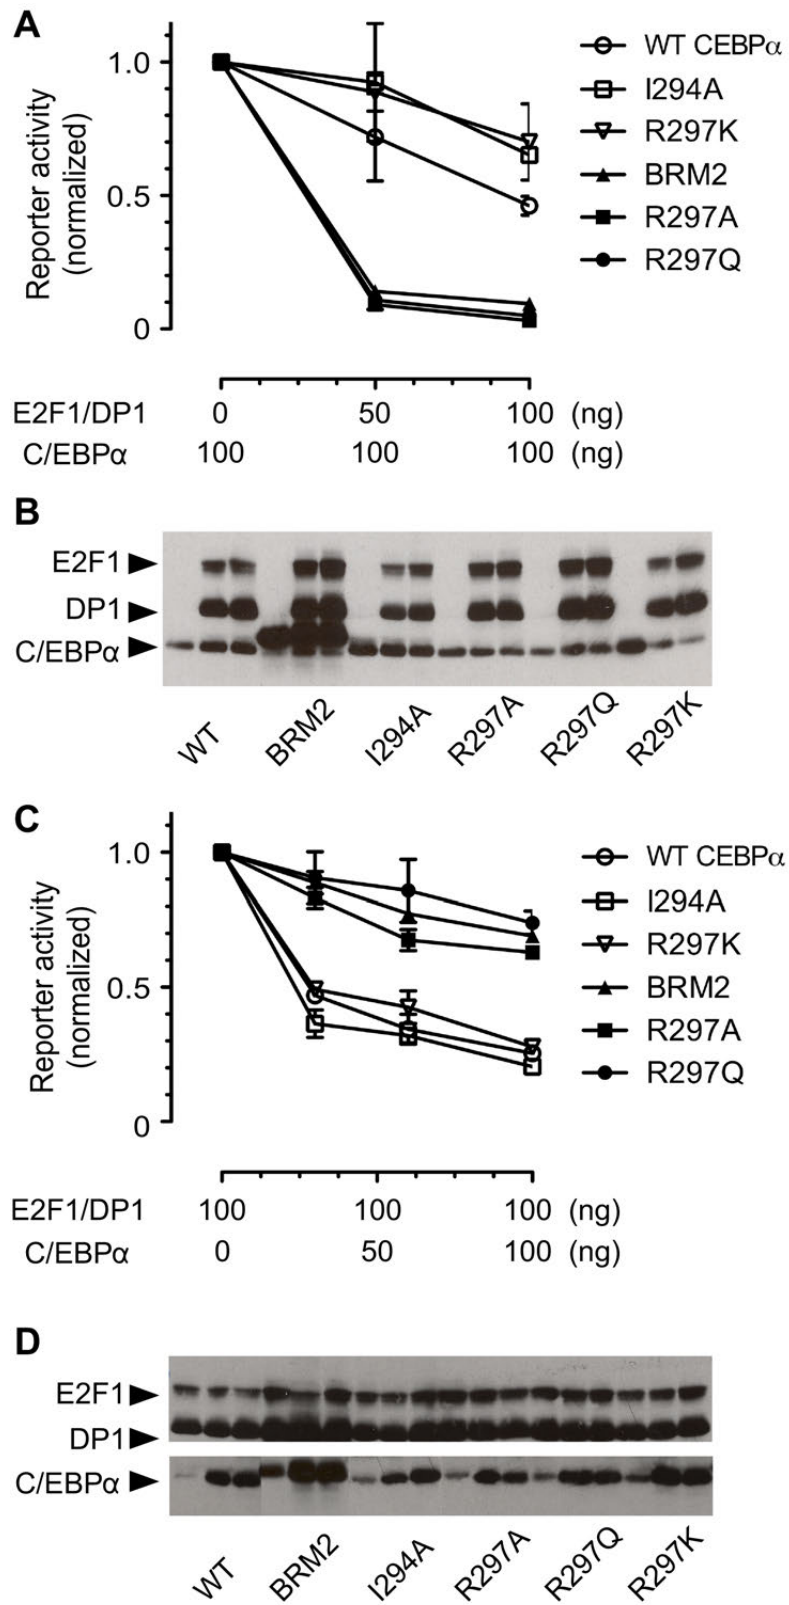 A
Reporter activity
(normalized)
1.0
0.5
0
WT CEBPα
I294A
R297K
BRM2
R297A
R297Q
E2F1/DP1 0 50 100 (ng)
C/EBPα 100 100 100 (ng)
B
E2F1
DP1
C/EBPα
WT BRM2 I294A R297A R297Q R297K
C
Reporter activity
(normalized)
1.0
0.5
0
WT CEBPα
I294A
R297K
BRM2
R297A
R297Q
E2F1/DP1 100 100 100 (ng)
C/EBPα 0 50 100 (ng)
D
E2F1
DP1
C/EBPα
WT BRM2 I294A R297A R297Q R297K